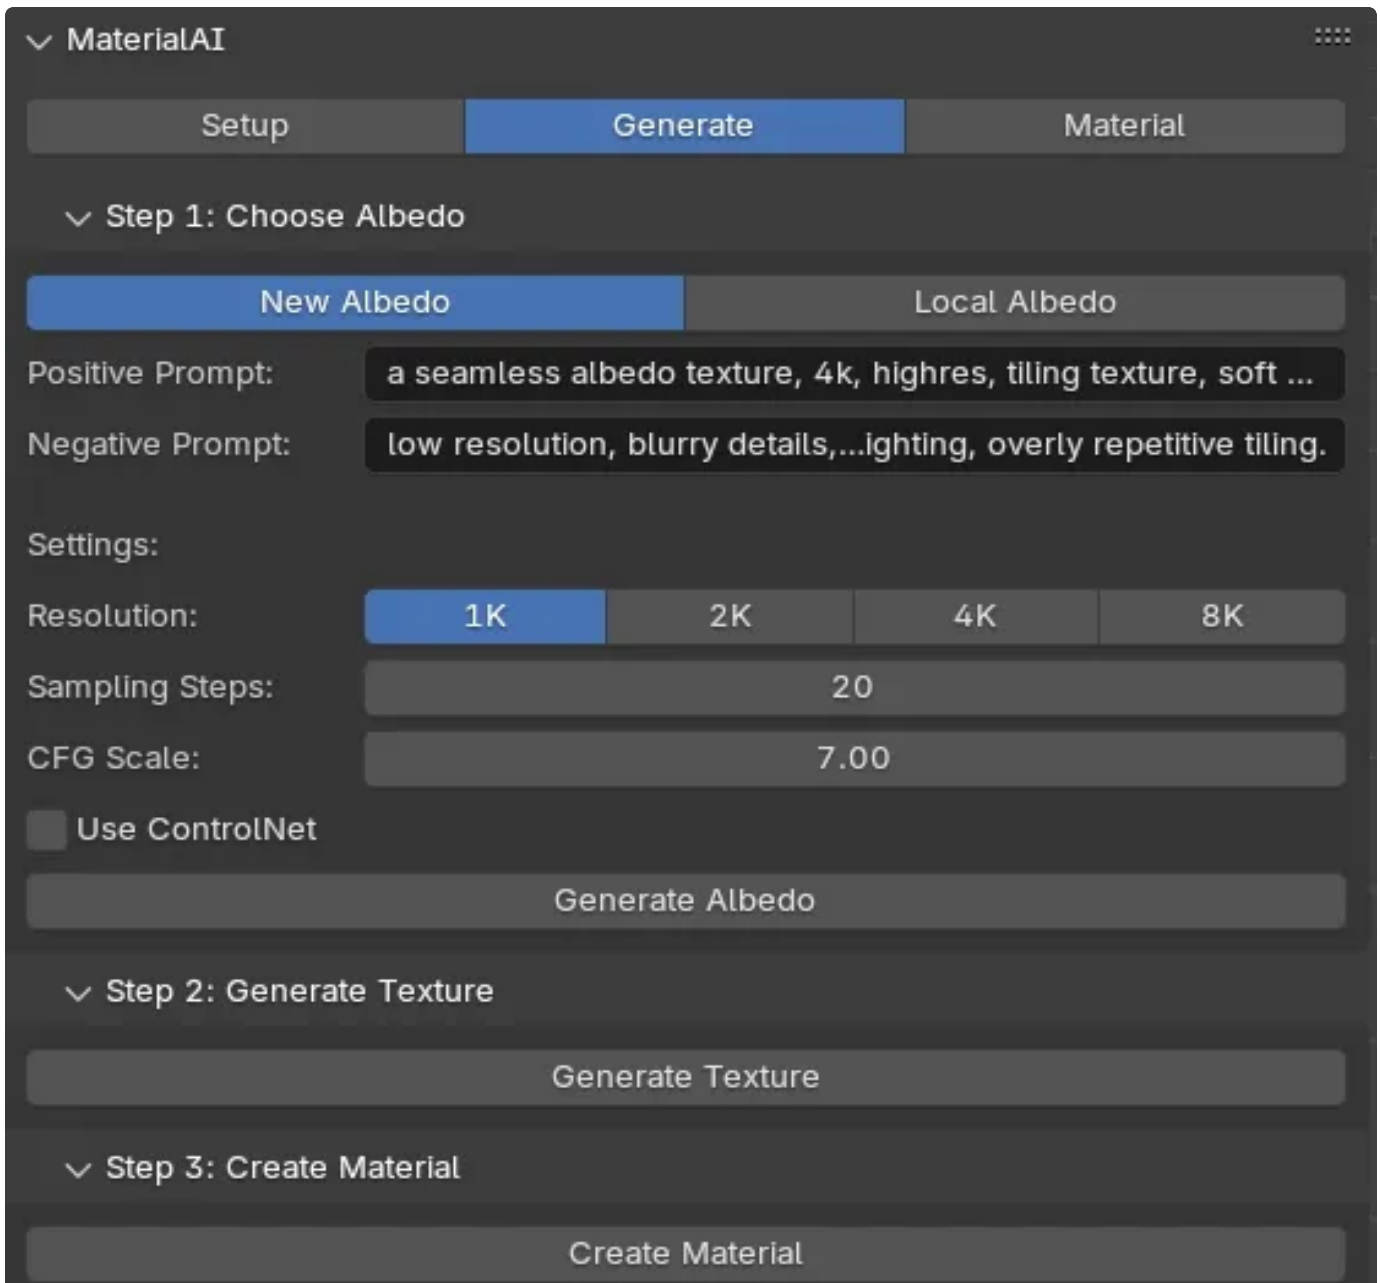 MaterialAI
Setup Generate Material
Step 1: Choose Albedo
New Albedo Local Albedo
Positive Prompt: a seamless albedo texture, 4k, highres, tiling texture, soft ...
Negative Prompt: low resolution, blurry details,...ighting, overly repetitive tiling.
Settings:
Resolution: 1K 2K 4K 8K
Sampling Steps: 20
CFG Scale: 7.00
Use ControlNet
Generate Albedo
Step 2: Generate Texture
Generate Texture
Step 3: Create Material
Create Material